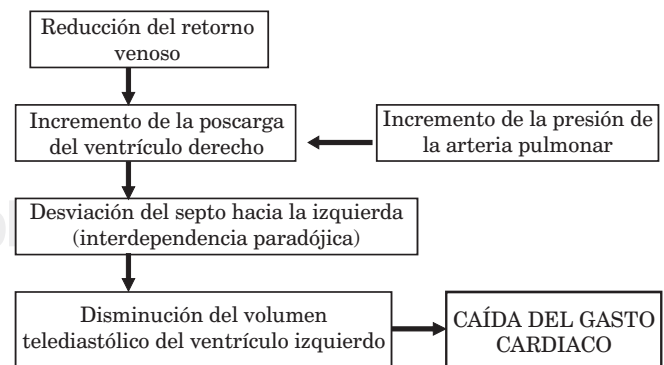 Reducción del retorno
venoso
Incremento de la poscarga
del ventrículo derecho
Incremento de la presión de
la arteria pulmonar
Desviación del septo hacia la izquierda
(interdependencia paradójica)
Disminución del volumen
telediastólico del ventrículo izquierdo
CAÍDA DEL GASTO
CARDIACO